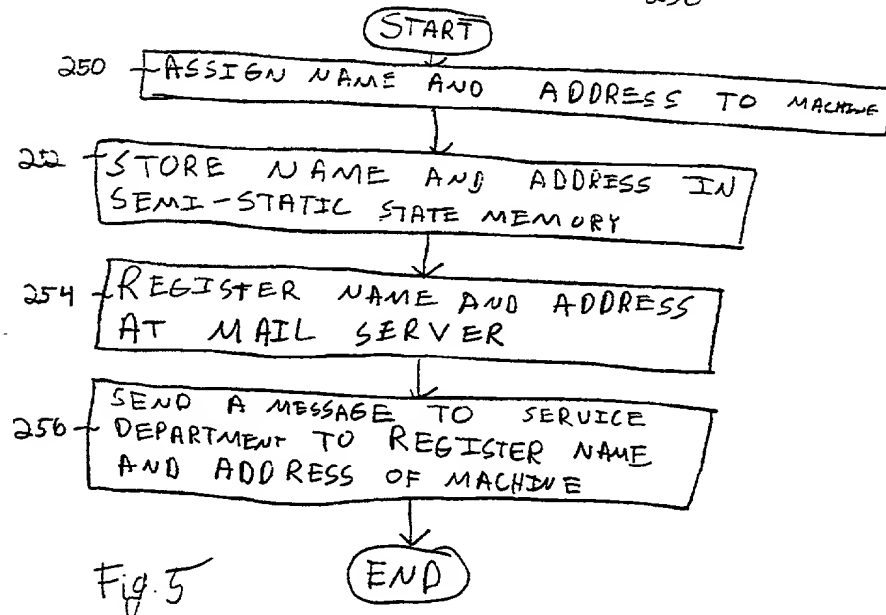 START
250 ASSIGN NAME AND ADDRESS TO MACHINE
252 STORE NAME AND ADDRESS IN
SEMI-STATIC STATE MEMORY
254 REGISTER NAME AND ADDRESS
AT MAIL SERVER
SEND A MESSAGE TO SERVICE
256 DEPARTMENT TO REGISTER NAME
AND ADDRESS OF MACHINE
END
Fig. 5